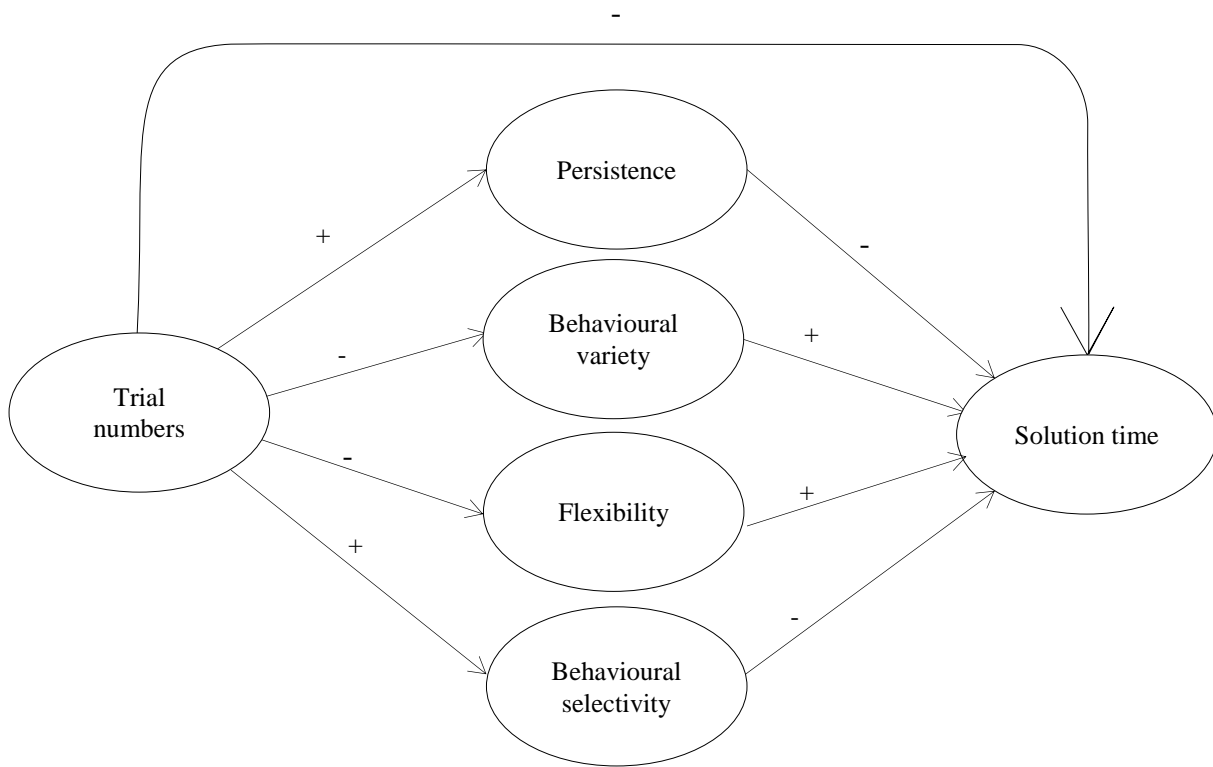 -
Persistence
+
-
Behavioural
variety
-
+
Trial
numbers
Solution time
-
Flexibility
+
+
Behavioural
selectivity
-